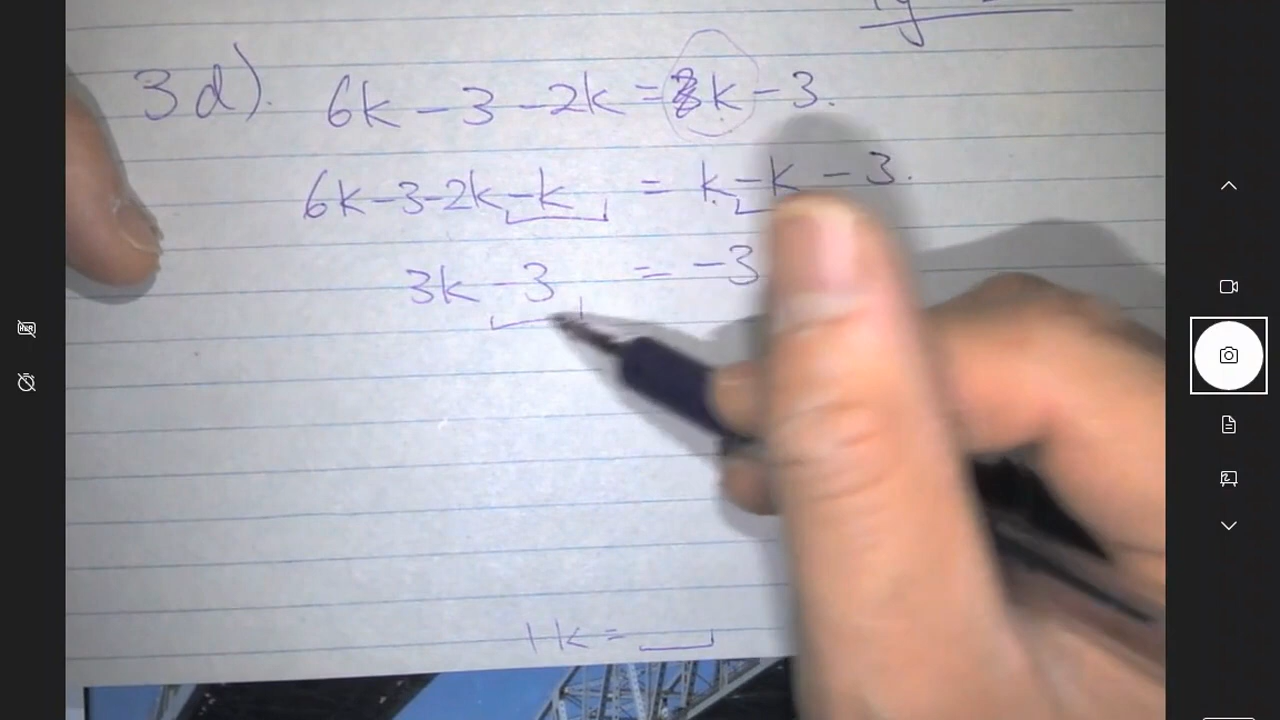 3d). 6k - 3 - 2k = k - 3.
6k - 3 - 2k - k = k - k - 3.
3k - 3 = -3
1k =